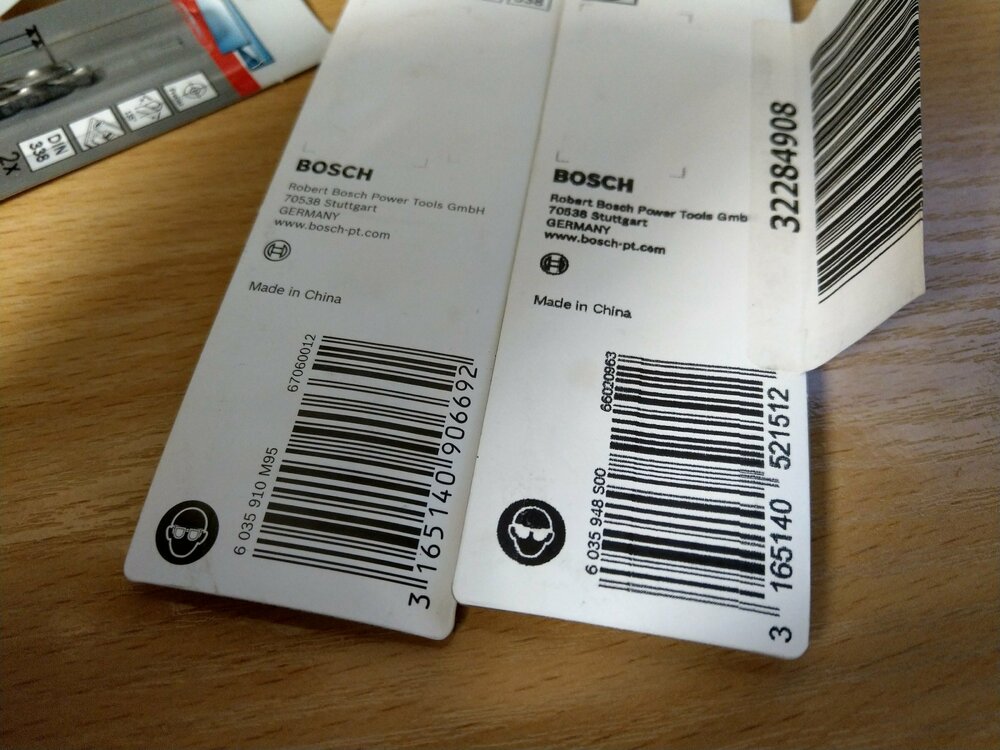 2x
DIN
338
338
BOSCH
Robert Bosch Power Tools GmbH
70538 Stuttgart
GERMANY
www.bosch-pt.com
Made in China
67060012
6 035 910 M95
3 165140 906692
BOSCH
Robert Bosch Power Tools Gmb
70538 Stuttgart
GERMANY
www.bosch-pt.com
Made in China
66020963
6 035 948 S00
3 165140 521512
32284908